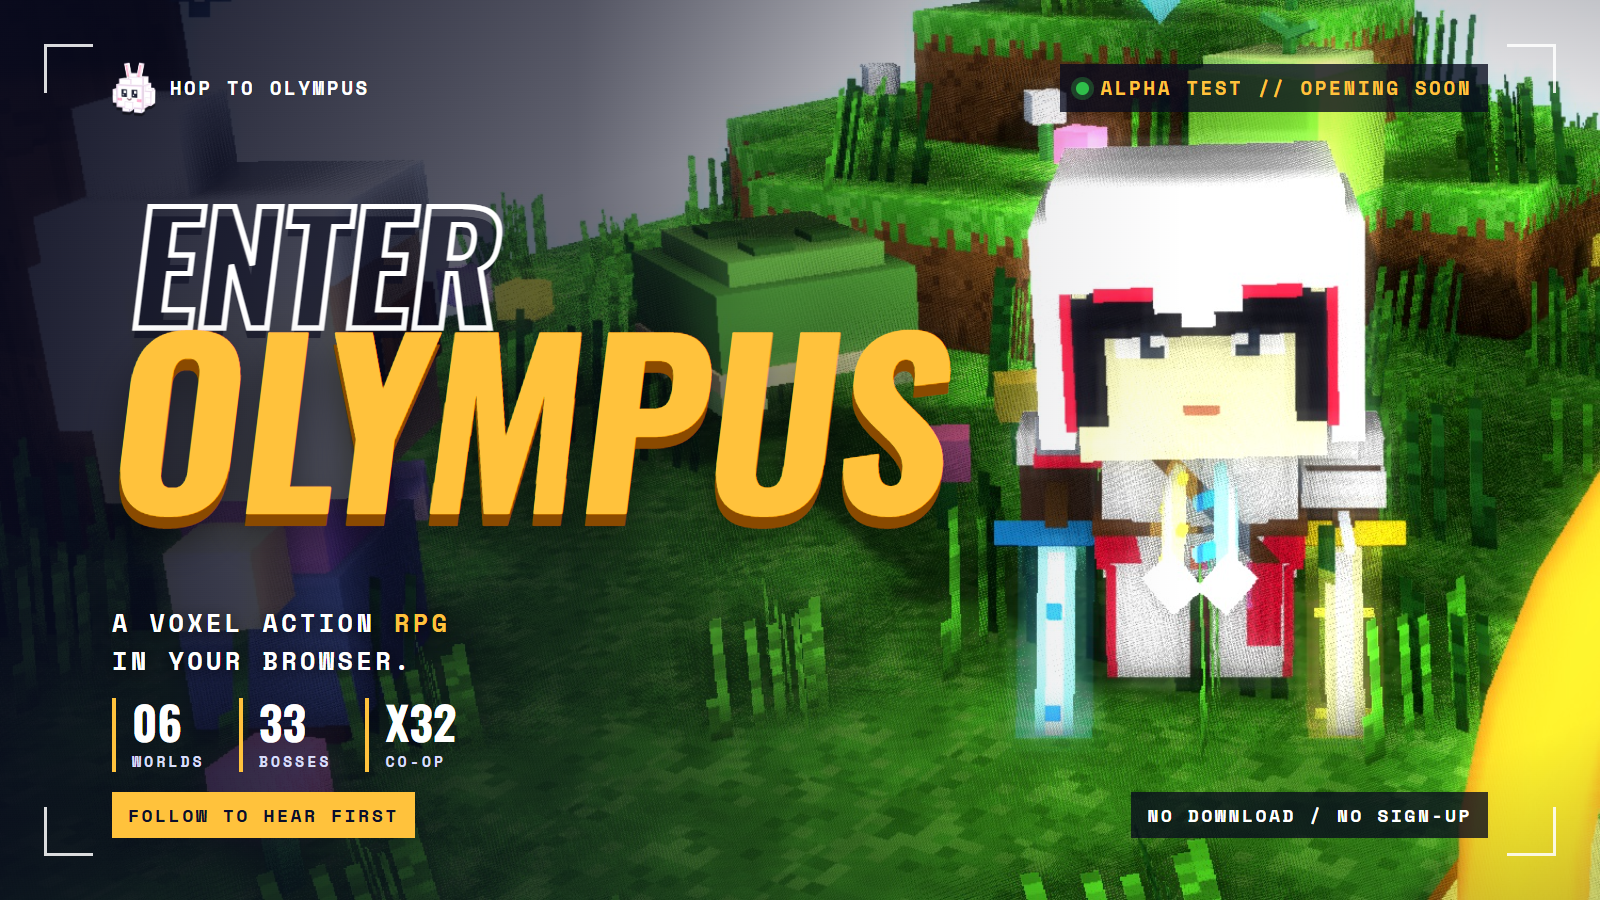 HOP TO OLYMPUS
ALPHA TEST // OPENING SOON
ENTER
OLYMPUS
A VOXEL ACTION RPG
IN YOUR BROWSER.
06
WORLDS
33
BOSSES
X32
CO-OP
FOLLOW TO HEAR FIRST
NO DOWNLOAD / NO SIGN-UP